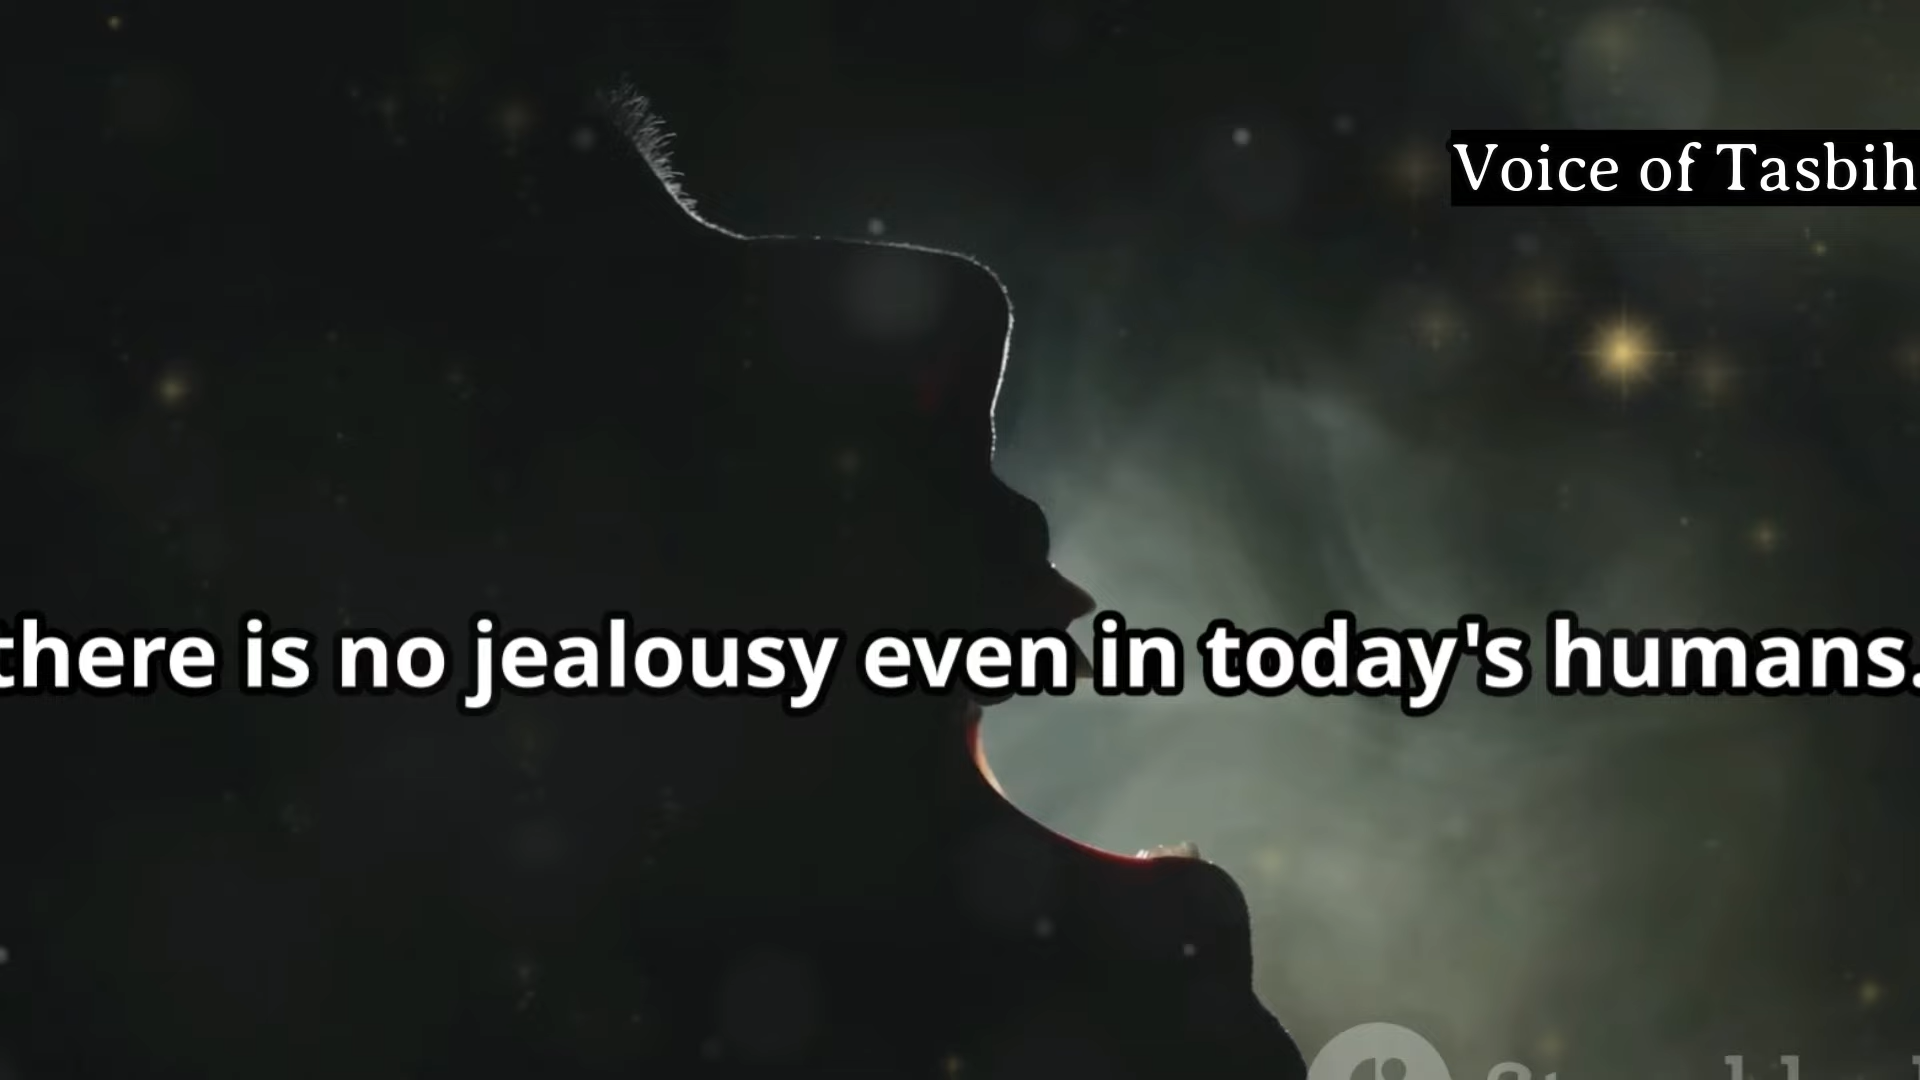 Voice of Tasbih
there is no jealousy even in today's humans.